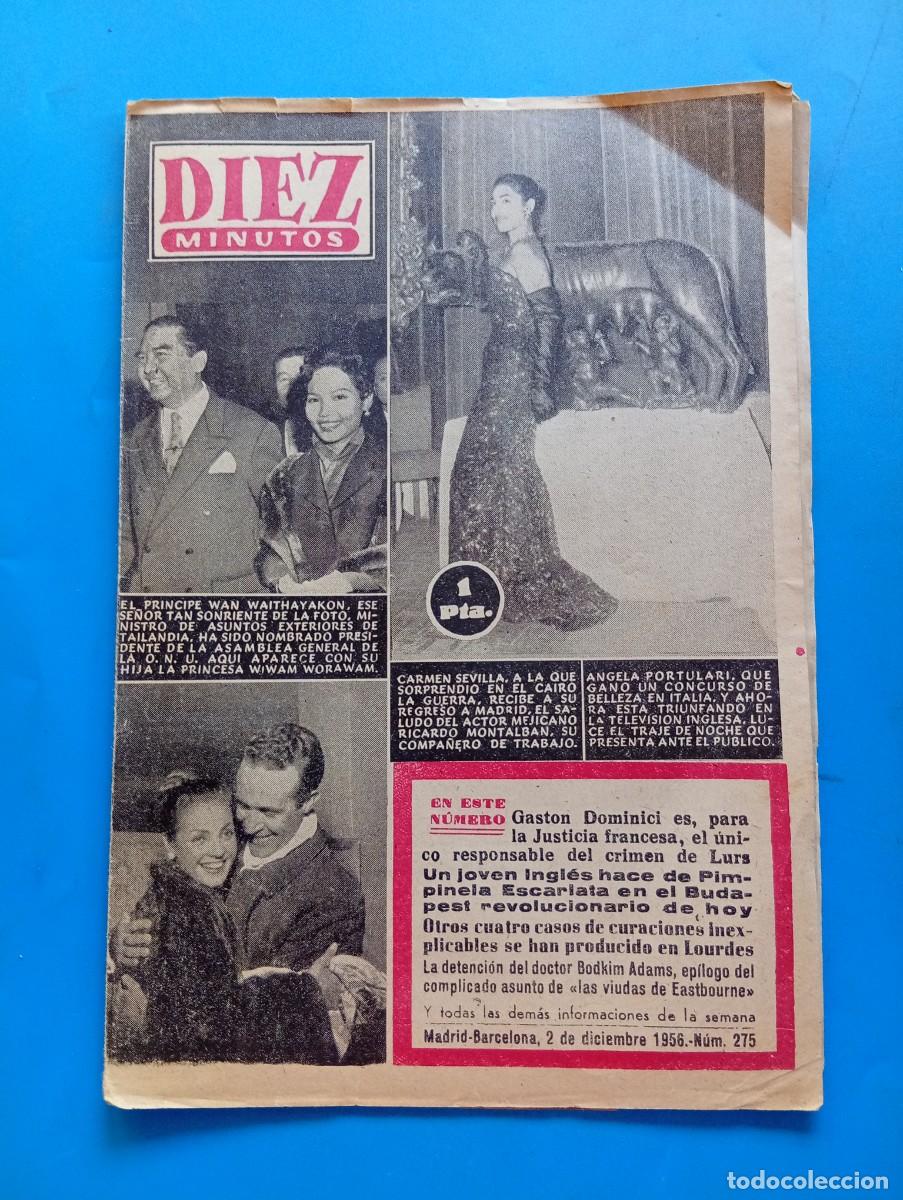 DIEZ
MINUTOS
EL PRINCIPE WAN WAITHAYAKON, ESE
SEÑOR TAN SONRIENTE DE LA FOTO, MI-
NISTRO DE ASUNTOS EXTERIORES DE
TAILANDIA, HA SIDO NOMBRADO PRESI-
DENTE DE LA ASAMBLEA GENERAL DE
LA O.N.U. AQUI APARECE CON SU
HIJA LA PRINCESA WIWAM WORAWAM.
1
Pta.
CARMEN SEVILLA, A LA QUE
SORPRENDIO EN EL CAIRO
LA GUERRA, RECIBE A SU
REGRESO A MADRID, EL SA-
LUDO DEL ACTOR MEJICANO
RICARDO MONTALBAN, SU
COMPAÑERO DE TRABAJO.
ANGELA PORTULARI, QUE
GANO UN CONCURSO DE
BELLEZA EN ITALIA, Y AHO-
RA ESTA TRIUNFANDO EN
LA TELEVISION INGLESA, LU-
CE EL TRAJE DE NOCHE QUE
PRESENTA ANTE EL PUBLICO.
EN ESTE
NÚMERO
Gaston Dominici es, para
la Justicia francesa, el úni-
co responsable del crimen de Lurs
Un joven Inglés hace de Pim-
pinela Escarlata en el Buda-
pest revolucionario de hoy
Otros cuatro casos de curaciones inex-
plicables se han producido en Lourdes
La detención del doctor Bodkim Adams, epílogo del
complicado asunto de «las viudas de Eastbourne»
Y todas las demás informaciones de la semana
Madrid-Barcelona, 2 de diciembre 1956.-Núm. 275
todocoleccion